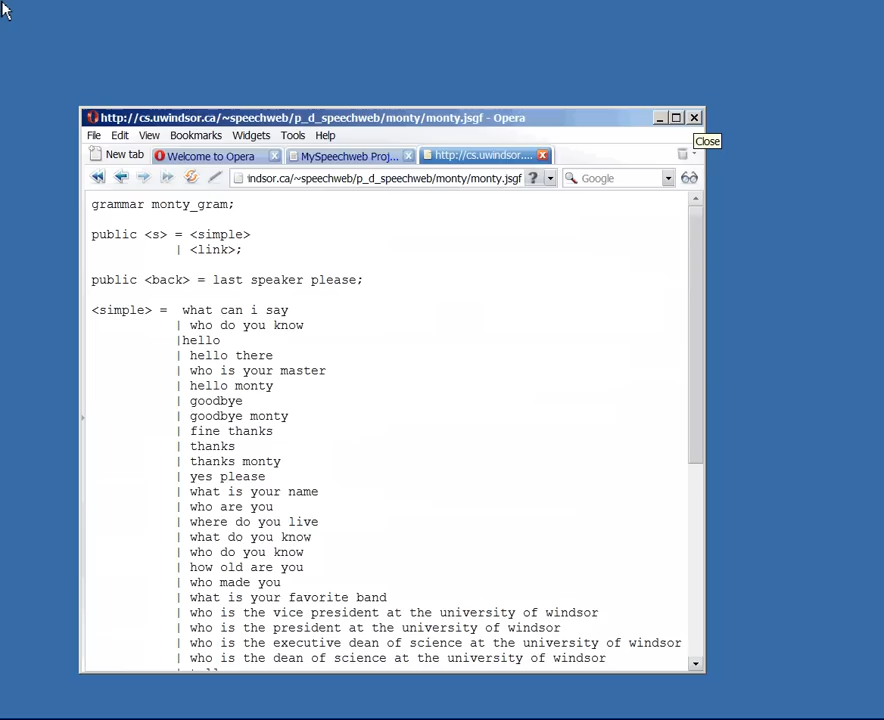 http://cs.uwindsor.ca/~speechweb/p_d_speechweb/monty/monty.jsgf - Opera
File Edit View Bookmarks Widgets Tools Help
Close
New tab Welcome to Opera MySpeechweb Proj... http://cs.uwindsor....
indsor.ca/~speechweb/p_d_speechweb/monty/monty.jsgf ? Google
grammar monty_gram;
public <s> = <simple>
| <link>;
public <back> = last speaker please;
<simple> = what can i say
| who do you know
|hello
| hello there
| who is your master
| hello monty
| goodbye
| goodbye monty
| fine thanks
| thanks
| thanks monty
| yes please
| what is your name
| who are you
| where do you live
| what do you know
| who do you know
| how old are you
| who made you
| what is your favorite band
| who is the vice president at the university of windsor
| who is the president at the university of windsor
| who is the executive dean of science at the university of windsor
| who is the dean of science at the university of windsor